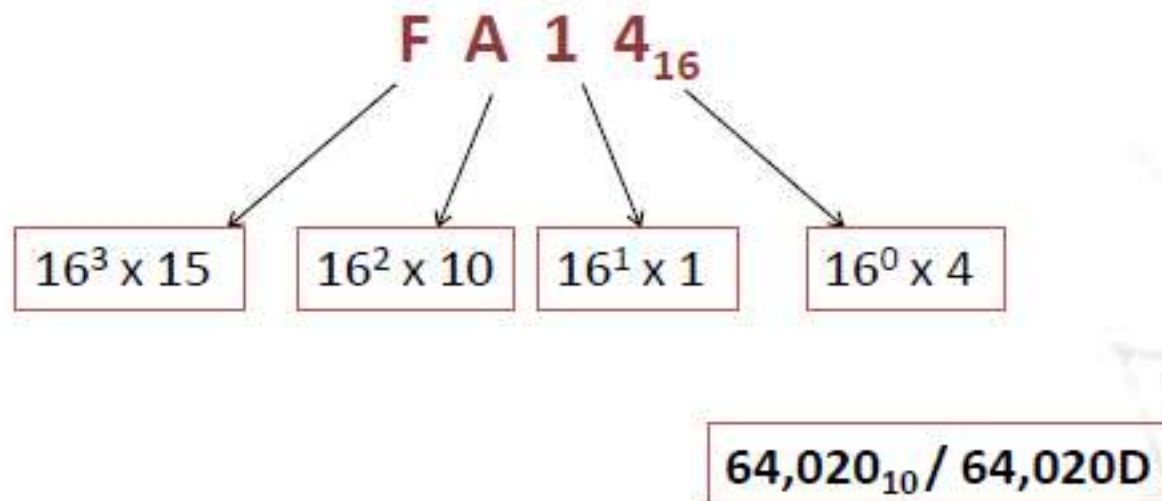 F A 1 4₁₆
16³ x 15 16² x 10 16¹ x 1 16⁰ x 4
64,020₁₀ / 64,020D